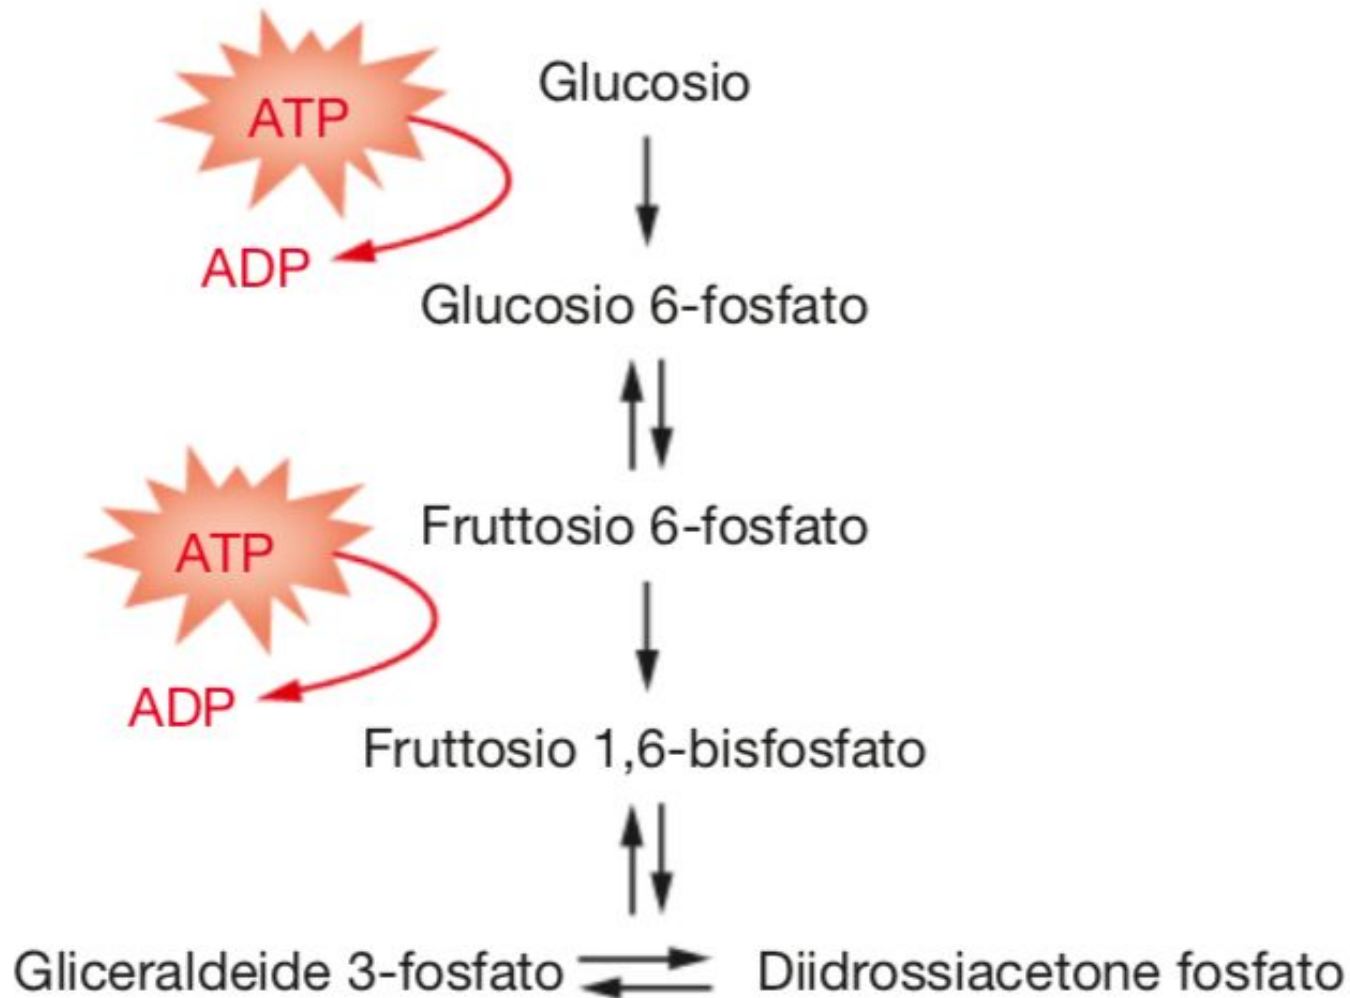 Glucosio
ATP
ADP
Glucosio 6-fosfato
Fruttosio 6-fosfato
ATP
ADP
Fruttosio 1,6-bisfosfato
Gliceraldeide 3-fosfato
Diidrossiacetone fosfato